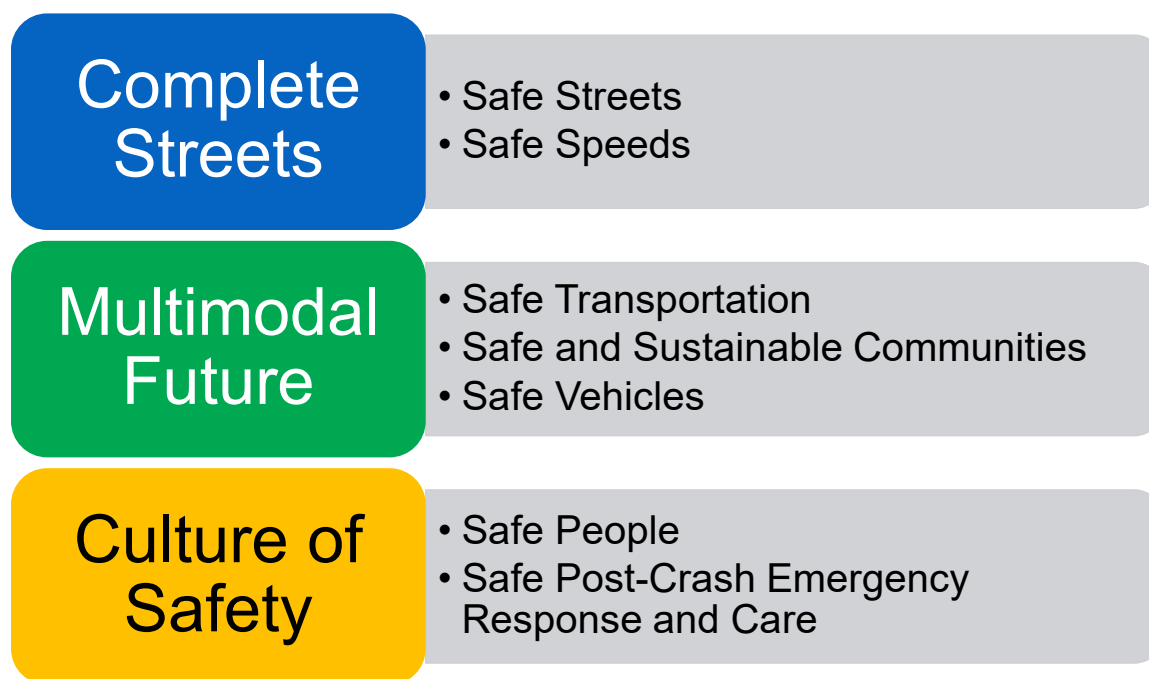 Complete
Streets
• Safe Streets
• Safe Speeds
Multimodal
Future
• Safe Transportation
• Safe and Sustainable Communities
• Safe Vehicles
Culture of
Safety
• Safe People
• Safe Post-Crash Emergency
Response and Care